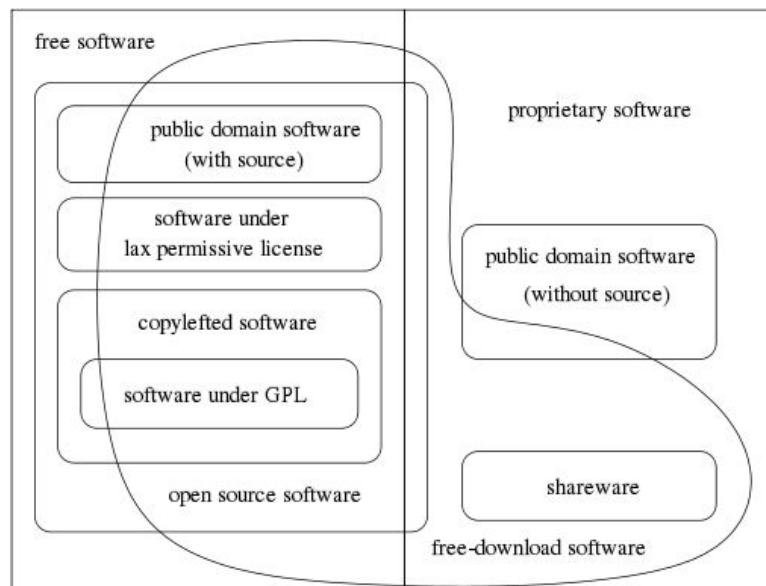 free software
public domain software
(with source)
software under
lax permissive license
copylefted software
software under GPL
open source software
proprietary software
public domain software
(without source)
shareware
free-download software